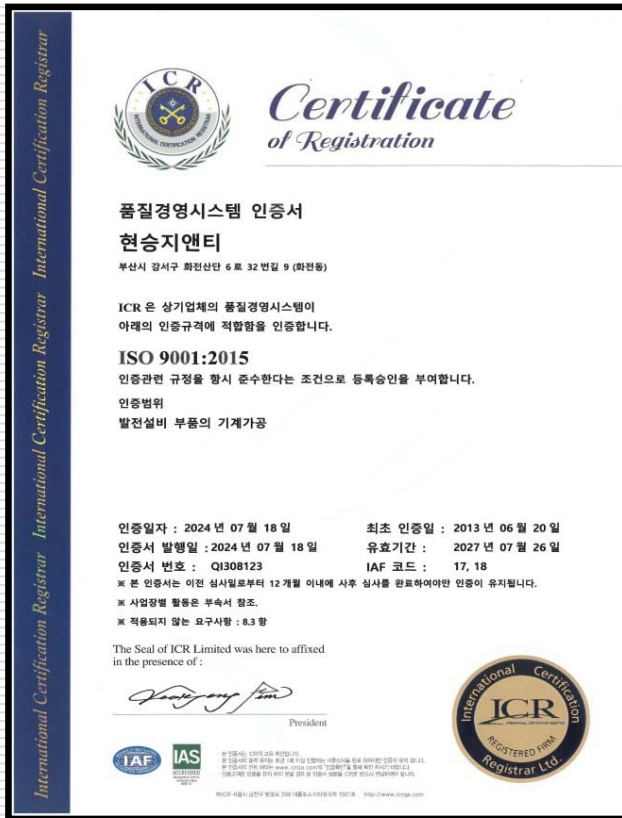 International Certification Registrar International Certification Registrar International Certification Registrar International Certification Registrar
ICR
INTERNATIONAL CERTIFICATION REGISTRAR
Certificate
of Registration
품질경영시스템 인증서
현승지앤티
부산시 강서구 화전산단 6 로 32 번길 9 (화전동)
ICR 은 상기업체의 품질경영시스템이
아래의 인증규격에 적합함을 인증합니다.
ISO 9001:2015
인증관련 규정을 항시 준수한다는 조건으로 등록승인을 부여합니다.
인증범위
발전설비 부품의 기계가공
인증일자 : 2024 년 07 월 18 일 최초 인증일 : 2013 년 06 월 20 일
인증서 발행일 : 2024 년 07 월 18 일 유효기간 : 2027 년 07 월 26 일
인증서 번호 : QI308123 IAF 코드 : 17, 18
※ 본 인증서는 이전 심사일로부터 12 개월 이내에 사후 심사를 완료하여야만 인증이 유지됩니다.
※ 사업장별 활동은 부속서 참조.
※ 적용되지 않는 요구사항 : 8.3 항
The Seal of ICR Limited was here to affixed
in the presence of :
President
International Certification
ICR
REGISTERED FIRM
Registrar Ltd.
IAF
IAS
ACCREDITED